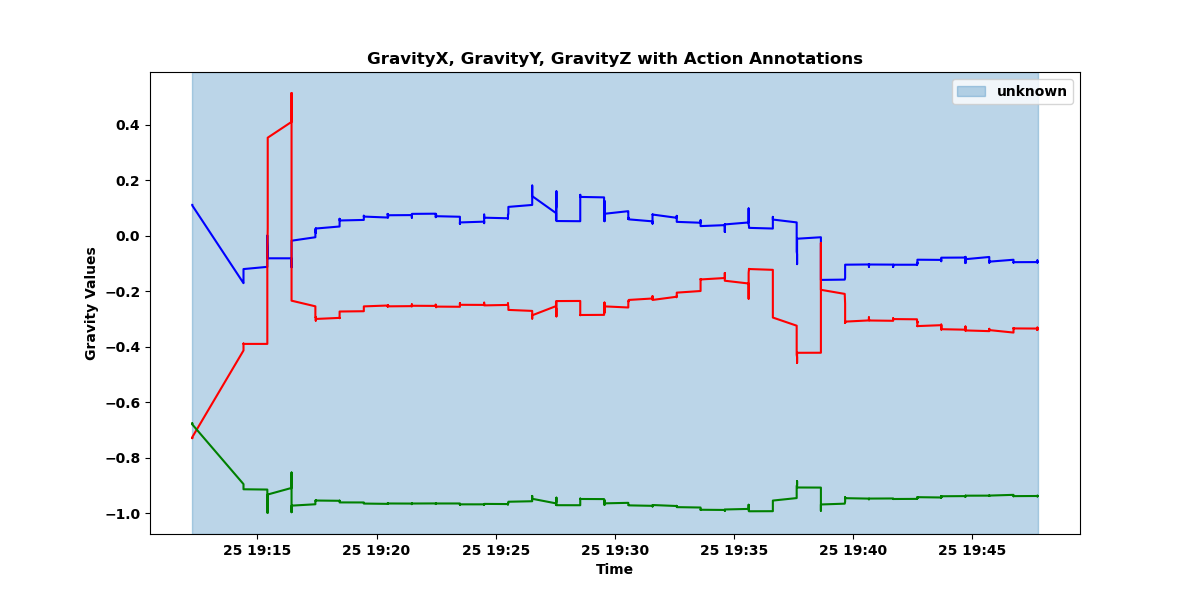 GravityX, GravityY, GravityZ with Action Annotations
unknown
0.4
0.2
0.0
−0.2
−0.4
−0.6
−0.8
−1.0
Gravity Values
25 19:15 25 19:20 25 19:25 25 19:30 25 19:35 25 19:40 25 19:45
Time